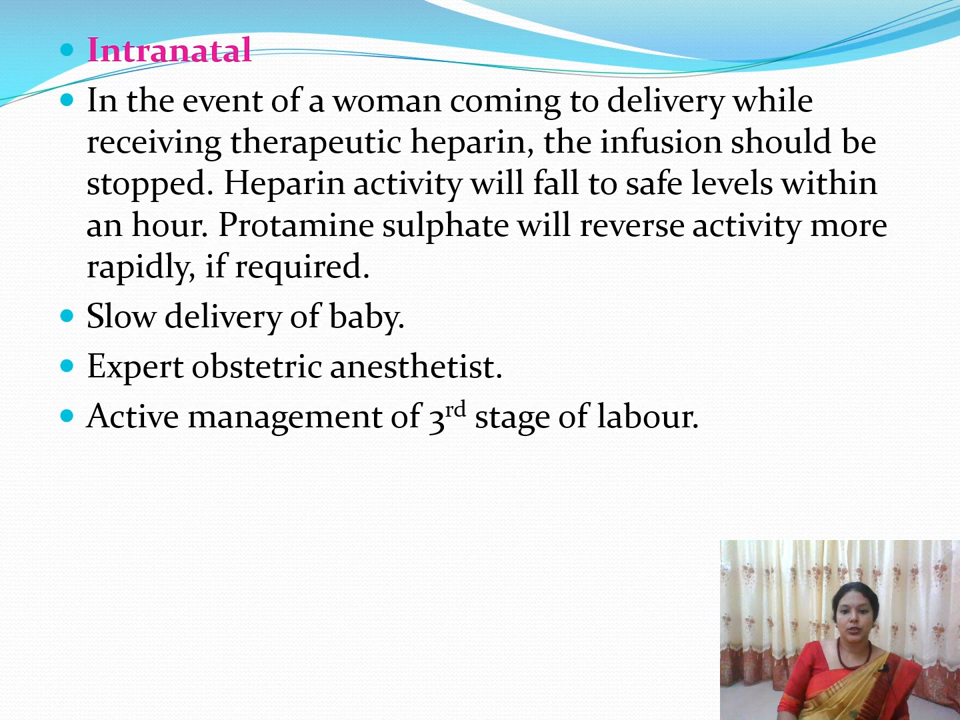 Intranatal
In the event of a woman coming to delivery while
receiving therapeutic heparin, the infusion should be
stopped. Heparin activity will fall to safe levels within
an hour. Protamine sulphate will reverse activity more
rapidly, if required.
Slow delivery of baby.
Expert obstetric anesthetist.
Active management of 3rd stage of labour.